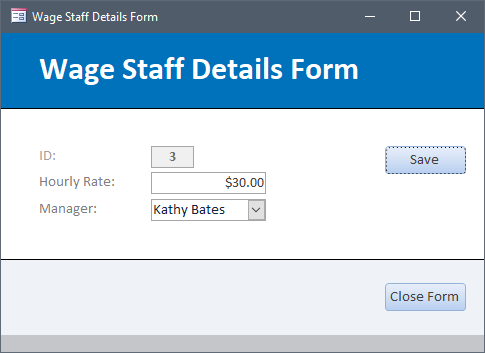 Wage Staff Details Form
Wage Staff Details Form
ID: 3
Save
Hourly Rate: $30.00
Manager: Kathy Bates
Close Form